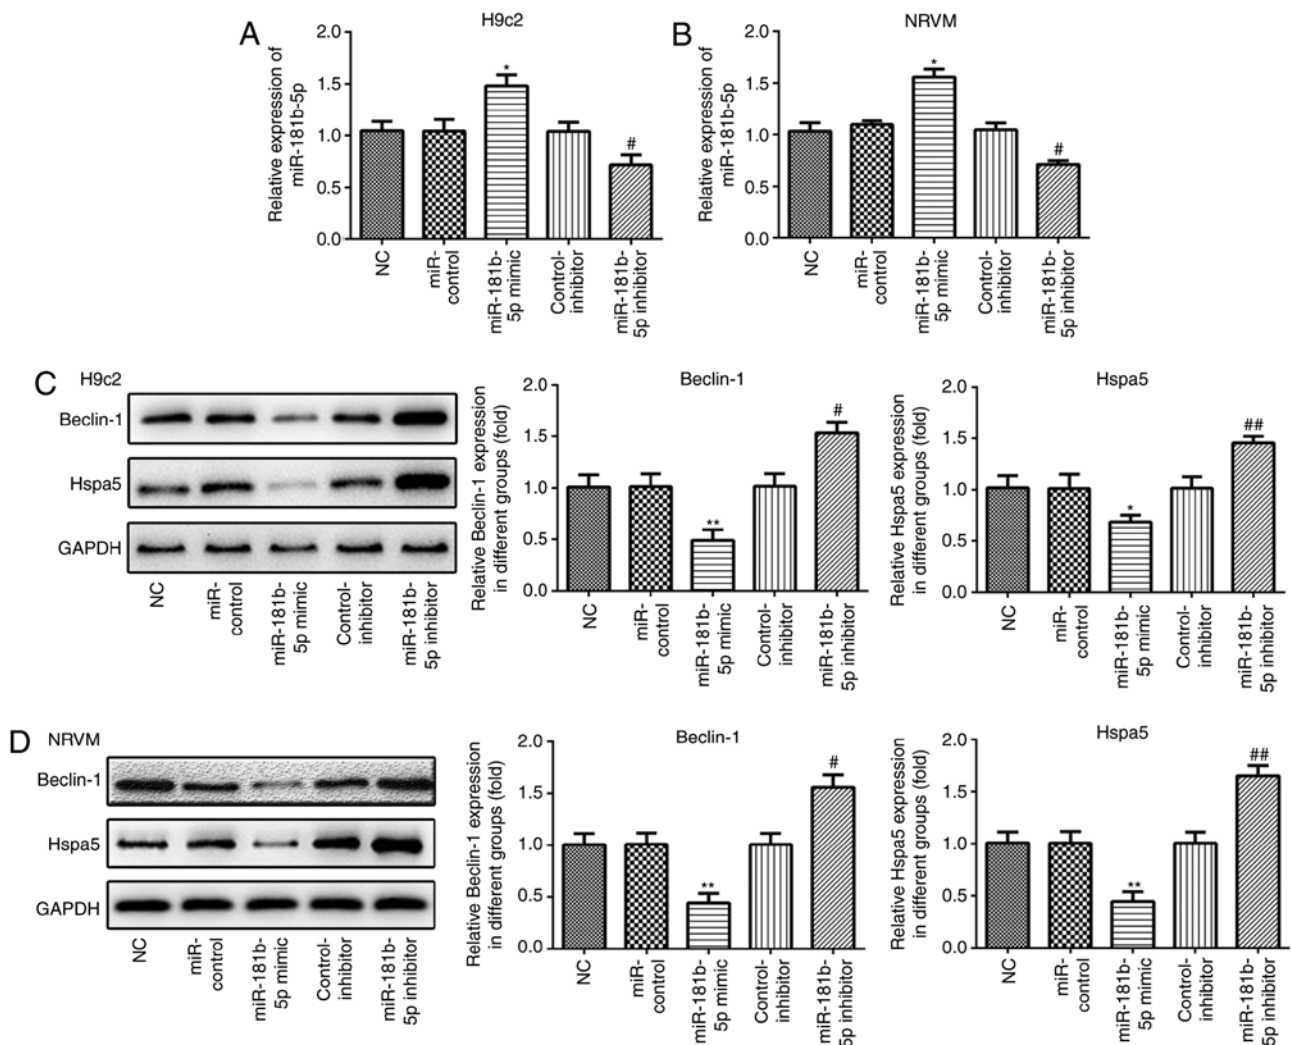 A
H9c2
Relative expression of
miR-181b-5p
2.0
1.5
1.0
0.5
0.0
*
#
NC
miR-
control
miR-181b-
5p mimic
Control-
inhibitor
miR-181b-
5p inhibitor
B
NRVM
Relative expression of
miR-181b-5p
2.0
1.5
1.0
0.5
0.0
*
#
NC
miR-
control
miR-181b-
5p mimic
Control-
inhibitor
miR-181b-
5p inhibitor
C
H9c2
Beclin-1
Hspa5
GAPDH
NC
miR-
control
miR-181b-
5p mimic
Control-
inhibitor
miR-181b-
5p inhibitor
Beclin-1
Relative Beclin-1 expression
in different groups (fold)
2.0
1.5
1.0
0.5
0.0
**
#
NC
miR-
control
miR-181b-
5p mimic
Control-
inhibitor
miR-181b-
5p inhibitor
Hspa5
Relative Hspa5 expression
in different groups (fold)
2.0
1.5
1.0
0.5
0.0
*
##
NC
miR-
control
miR-181b-
5p mimic
Control-
inhibitor
miR-181b-
5p inhibitor
D
NRVM
Beclin-1
Hspa5
GAPDH
NC
miR-
control
miR-181b-
5p mimic
Control-
inhibitor
miR-181b-
5p inhibitor
Beclin-1
Relative Beclin-1 expression
in different groups (fold)
2.0
1.5
1.0
0.5
0.0
**
#
NC
miR-
control
miR-181b-
5p mimic
Control-
inhibitor
miR-181b-
5p inhibitor
Hspa5
Relative Hspa5 expression
in different groups (fold)
2.0
1.5
1.0
0.5
0.0
**
##
NC
miR-
control
miR-181b-
5p mimic
Control-
inhibitor
miR-181b-
5p inhibitor